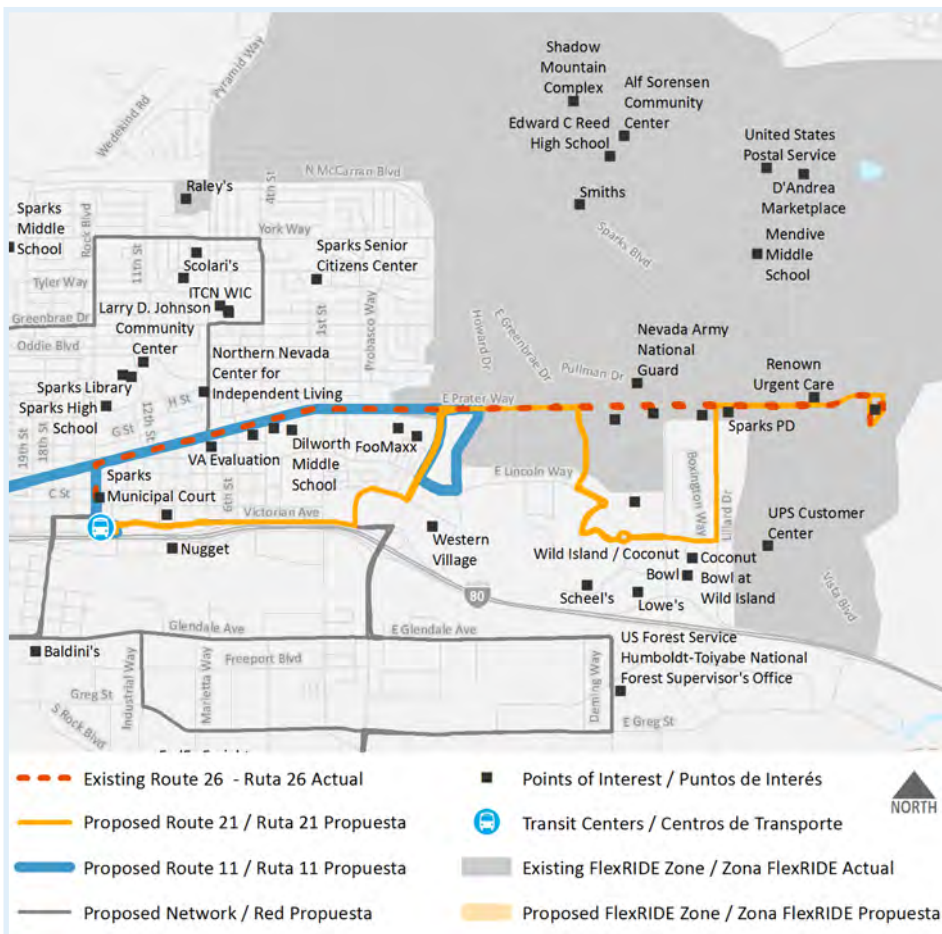 Shadow
Mountain
Complex
Alf Sorensen
Community
Center
Edward C Reed
High School
United States
Postal Service
D'Andrea
Marketplace
Smiths
Mendive
Middle
School
Wedekind Rd
Pyramid Way
N McCarran Blvd
4th St
Raley's
Sparks
Middle
School
Rock Blvd
York Way
Sparks Senior
Citizens Center
Sparks Blvd
11th St
Scolari's
Tyler Way
ITCN WIC
Greenbrae Dr
Larry D. Johnson
Community
Center
1st St
Probasco Way
Howard Dr
E Greenbrae Dr
Oddie Blvd
Northern Nevada
Center for
Independent Living
Nevada Army
National
Guard
Pullman Dr
Renown
Urgent Care
Sparks Library
Sparks High
School
H St
E Prater Way
12th St
G St
19th St
18th St
VA Evaluation
Dilworth
Middle
School
FooMaxx
Sparks PD
E Lincoln Way
C St
Sparks
Municipal Court
6th St
Victorian Ave
Boxington Way
Lillard Dr
UPS Customer
Center
Nugget
Western
Village
Wild Island / Coconut
Bowl
Coconut
Bowl at
Wild Island
80
Scheel's
Lowe's
Vista Blvd
Glendale Ave
E Glendale Ave
US Forest Service
Humboldt-Toiyabe National
Forest Supervisor's Office
Baldini's
Freeport Blvd
Industrial Way
Marietta Way
Deming Way
Greg St
S Rock Blvd
E Greg St
Existing Route 26 - Ruta 26 Actual
Points of Interest / Puntos de Interés
NORTH
Proposed Route 21 / Ruta 21 Propuesta
Transit Centers / Centros de Transporte
Proposed Route 11 / Ruta 11 Propuesta
Existing FlexRIDE Zone / Zona FlexRIDE Actual
Proposed Network / Red Propuesta
Proposed FlexRIDE Zone / Zona FlexRIDE Propuesta